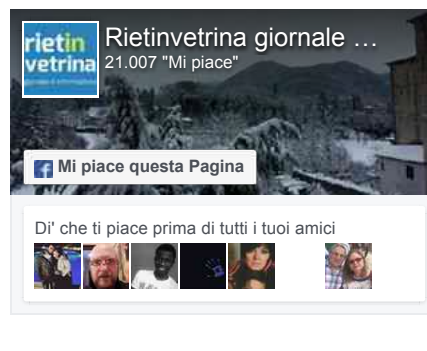 rietin
vetrina
Rietinvetrina giornale …
21.007 "Mi piace"
Mi piace questa Pagina
Di' che ti piace prima di tutti i tuoi amici